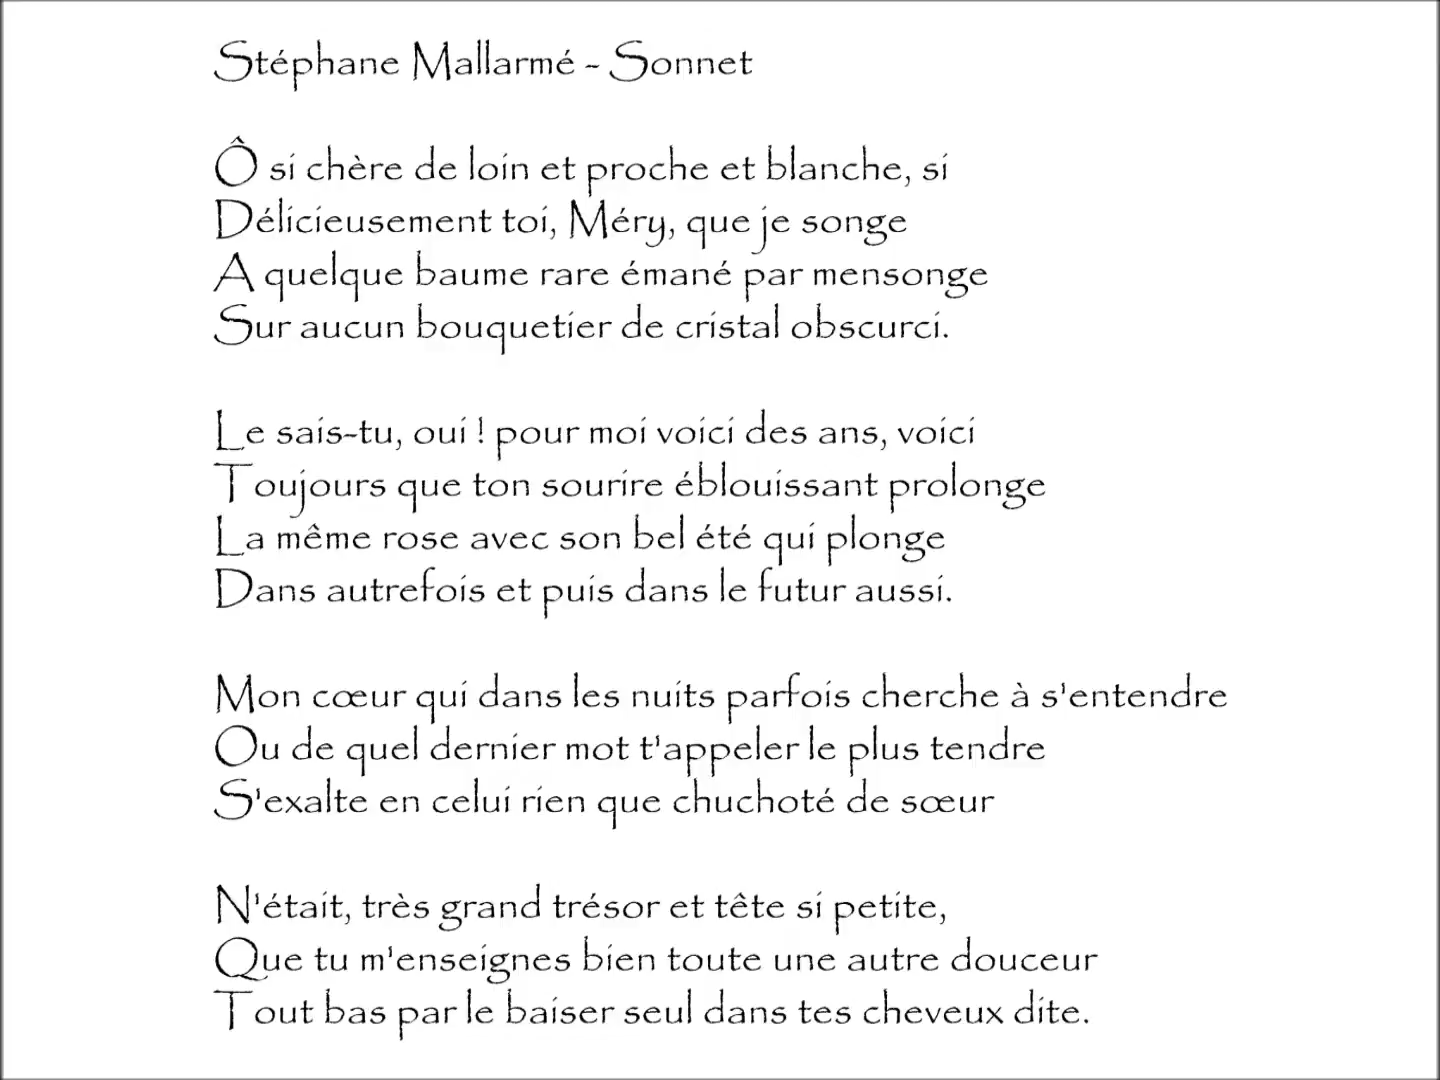 Stéphane Mallarmé - Sonnet
Ô si chère de loin et proche et blanche, si
Délicieusement toi, Méry, que je songe
A quelque baume rare émané par mensonge
Sur aucun bouquetier de cristal obscurci.
Le sais-tu, oui ! pour moi voici des ans, voici
Toujours que ton sourire éblouissant prolonge
La même rose avec son bel été qui plonge
Dans autrefois et puis dans le futur aussi.
Mon cœur qui dans les nuits parfois cherche à s'entendre
Ou de quel dernier mot t'appeler le plus tendre
S'exalte en celui rien que chuchoté de sœur
N'était, très grand trésor et tête si petite,
Que tu m'enseignes bien toute une autre douceur
Tout bas par le baiser seul dans tes cheveux dite.